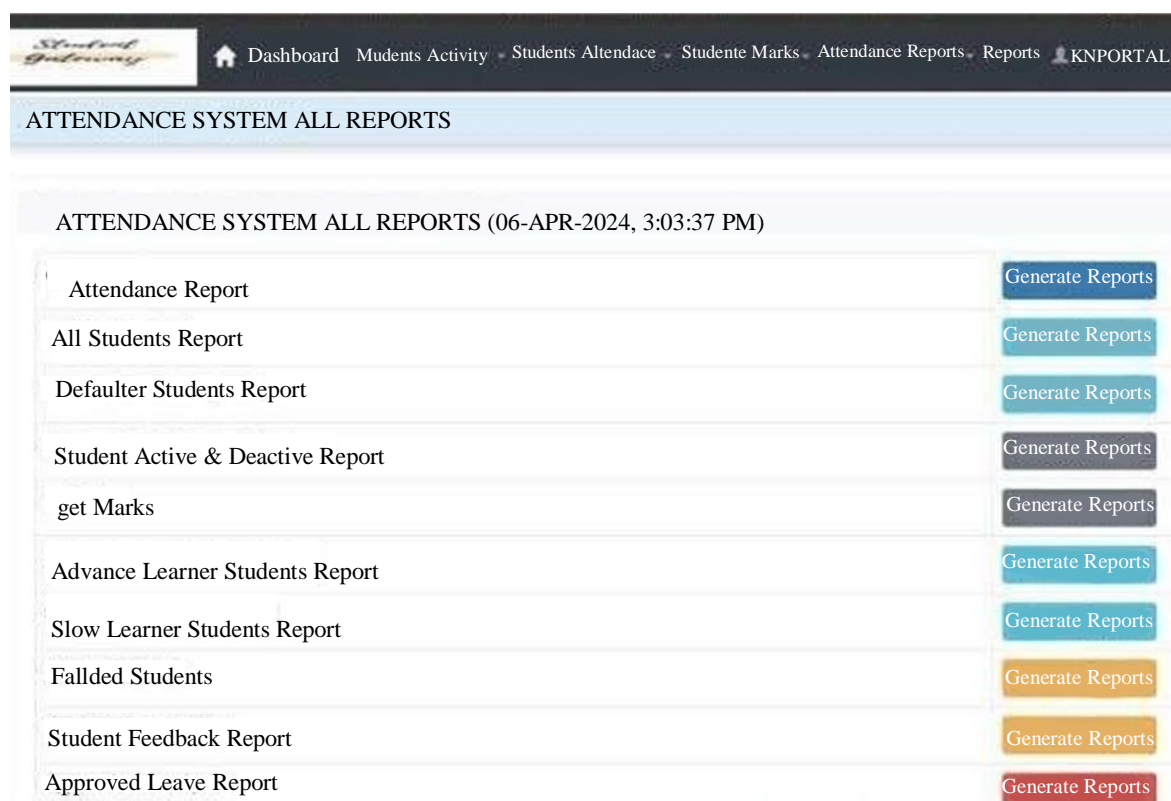 Student
Gateway
Dashboard Mudents Activity Students Altendace Studente Marks Attendance Reports Reports KNPORTAL
ATTENDANCE SYSTEM ALL REPORTS
ATTENDANCE SYSTEM ALL REPORTS (06-APR-2024, 3:03:37 PM)
Attendance Report Generate Reports
All Students Report Generate Reports
Defaulter Students Report Generate Reports
Student Active & Deactive Report Generate Reports
get Marks Generate Reports
Advance Learner Students Report Generate Reports
Slow Learner Students Report Generate Reports
Fallded Students Generate Reports
Student Feedback Report Generate Reports
Approved Leave Report Generate Reports